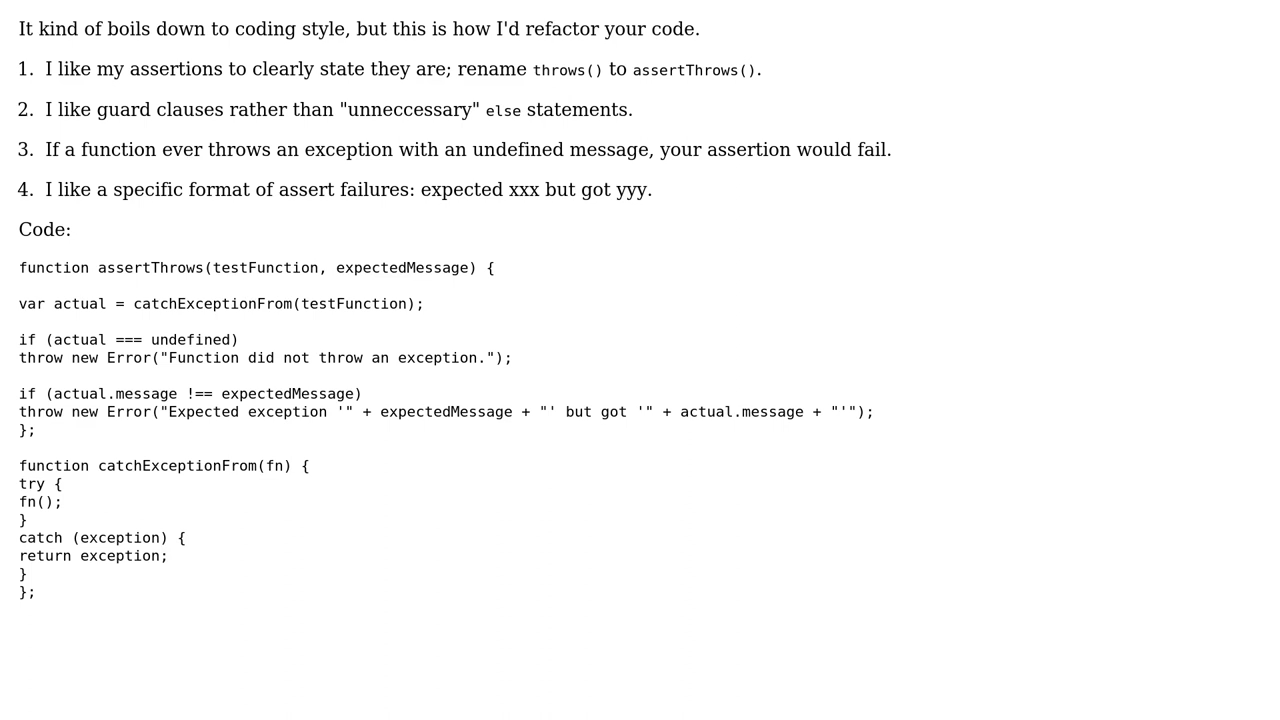 It kind of boils down to coding style, but this is how I'd refactor your code.
1. I like my assertions to clearly state they are; rename throws() to assertThrows().
2. I like guard clauses rather than "unneccessary" else statements.
3. If a function ever throws an exception with an undefined message, your assertion would fail.
4. I like a specific format of assert failures: expected xxx but got yyy.
Code:
function assertThrows(testFunction, expectedMessage) {
var actual = catchExceptionFrom(testFunction);
if (actual === undefined)
throw new Error("Function did not throw an exception.");
if (actual.message !== expectedMessage)
throw new Error("Expected exception '" + expectedMessage + "' but got '" + actual.message + "'");
};
function catchExceptionFrom(fn) {
try {
fn();
}
catch (exception) {
return exception;
}
};